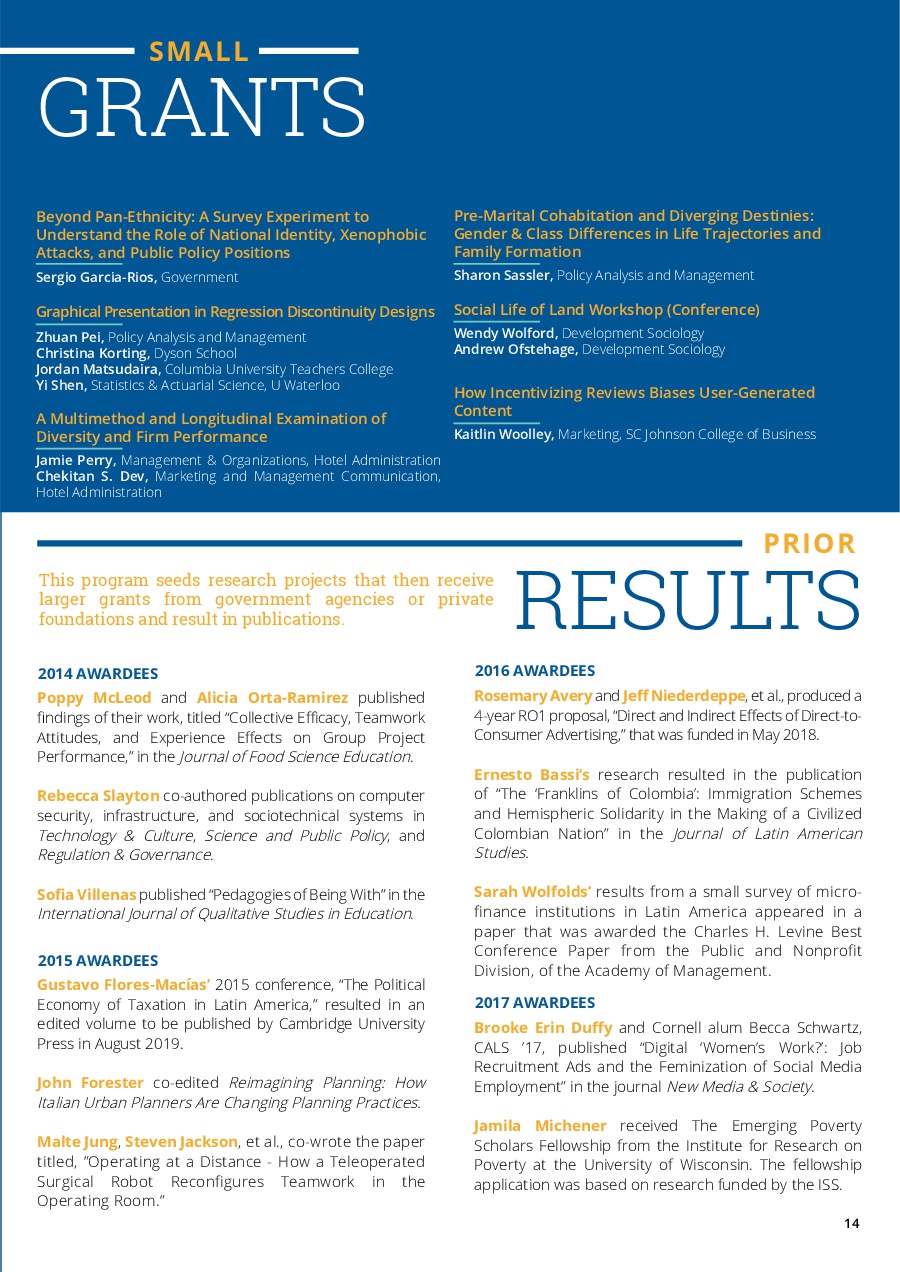 SMALL
GRANTS
Beyond Pan-Ethnicity: A Survey Experiment to
Understand the Role of National Identity, Xenophobic
Attacks, and Public Policy Positions
Sergio Garcia-Rios, Government
Graphical Presentation in Regression Discontinuity Designs
Zhuan Pei, Policy Analysis and Management
Christina Korting, Dyson School
Jordan Matsudaira, Columbia University Teachers College
Yi Shen, Statistics & Actuarial Science, U Waterloo
A Multimethod and Longitudinal Examination of
Diversity and Firm Performance
Jamie Perry, Management & Organizations, Hotel Administration
Chekitan S. Dev, Marketing and Management Communication,
Hotel Administration
Pre-Marital Cohabitation and Diverging Destinies:
Gender & Class Differences in Life Trajectories and
Family Formation
Sharon Sassler, Policy Analysis and Management
Social Life of Land Workshop (Conference)
Wendy Wolford, Development Sociology
Andrew Ofstehage, Development Sociology
How Incentivizing Reviews Biases User-Generated
Content
Kaitlin Woolley, Marketing, SC Johnson College of Business
PRIOR
RESULTS
This program seeds research projects that then receive
larger grants from government agencies or private
foundations and result in publications.
2014 AWARDEES
Poppy McLeod and Alicia Orta-Ramirez published
findings of their work, titled “Collective Efficacy, Teamwork
Attitudes, and Experience Effects on Group Project
Performance,” in the Journal of Food Science Education.
Rebecca Slayton co-authored publications on computer
security, infrastructure, and sociotechnical systems in
Technology & Culture, Science and Public Policy, and
Regulation & Governance.
Sofia Villenas published “Pedagogies of Being With” in the
International Journal of Qualitative Studies in Education.
2015 AWARDEES
Gustavo Flores-Macías’ 2015 conference, “The Political
Economy of Taxation in Latin America,” resulted in an
edited volume to be published by Cambridge University
Press in August 2019.
John Forester co-edited Reimagining Planning: How
Italian Urban Planners Are Changing Planning Practices.
Malte Jung, Steven Jackson, et al., co-wrote the paper
titled, ”Operating at a Distance - How a Teleoperated
Surgical Robot Reconfigures Teamwork in the
Operating Room.”
2016 AWARDEES
Rosemary Avery and Jeff Niederdeppe, et al., produced a
4-year RO1 proposal, “Direct and Indirect Effects of Direct-to-
Consumer Advertising,” that was funded in May 2018.
Ernesto Bassi’s research resulted in the publication
of “The ‘Franklins of Colombia’: Immigration Schemes
and Hemispheric Solidarity in the Making of a Civilized
Colombian Nation” in the Journal of Latin American
Studies.
Sarah Wolfolds’ results from a small survey of micro-
finance institutions in Latin America appeared in a
paper that was awarded the Charles H. Levine Best
Conference Paper from the Public and Nonprofit
Division, of the Academy of Management.
2017 AWARDEES
Brooke Erin Duffy and Cornell alum Becca Schwartz,
CALS ’17, published “Digital ‘Women’s Work?’: Job
Recruitment Ads and the Feminization of Social Media
Employment” in the journal New Media & Society.
Jamila Michener received The Emerging Poverty
Scholars Fellowship from the Institute for Research on
Poverty at the University of Wisconsin. The fellowship
application was based on research funded by the ISS.
14